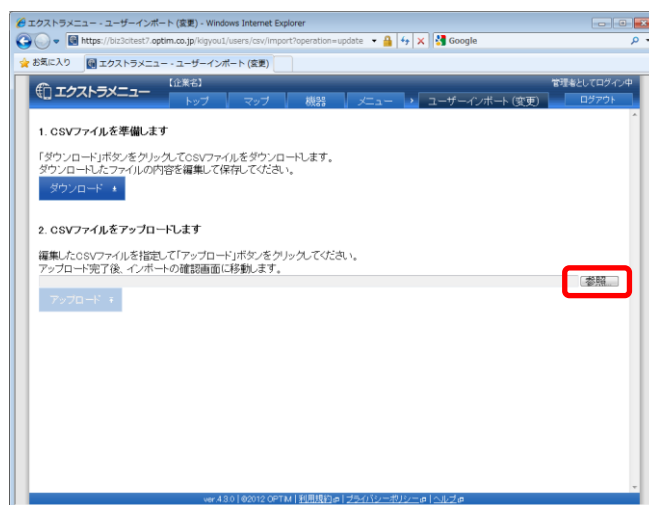 エクストラメニュー - ユーザーインポート (変更) - Windows Internet Explorer
https://biz3citest7.optim.co.jp/kigyou1/users/csv/import?operation=update
Google
お気に入り
エクストラメニュー - ユーザーインポート (変更)
エクストラメニュー
【企業名】
管理者としてログイン中
トップ
マップ
機器
メニュー
ユーザーインポート (変更)
ログアウト
1. CSVファイルを準備します
「ダウンロード」ボタンをクリックしてCSVファイルをダウンロードします。
ダウンロードしたファイルの内容を編集して保存してください。
ダウンロード
2. CSVファイルをアップロードします
編集したCSVファイルを指定して「アップロード」ボタンをクリックしてください。
アップロード完了後、インポートの確認画面に移動します。
参照...
アップロード
ver.4.3.0 | ©2012 OPTiM | 利用規約 | プライバシーポリシー | ヘルプ